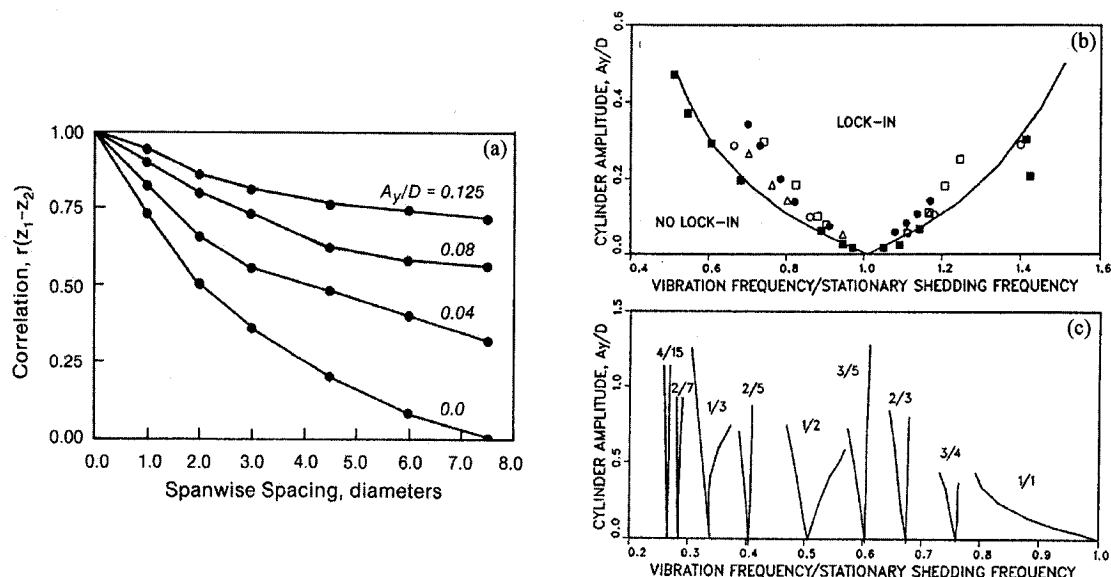 (a)
Correlation, r(z1-z2)
1.00
0.75
0.50
0.25
0.00
Ay/D = 0.125
0.08
0.04
0.0
0.0 1.0 2.0 3.0 4.0 5.0 6.0 7.0 8.0
Spanwise Spacing, diameters
(b)
CYLINDER AMPLITUDE, Ay/D
0.6
0.4
0.2
0.0
LOCK-IN
NO LOCK-IN
0.4 0.6 0.8 1.0 1.2 1.4 1.6
VIBRATION FREQUENCY/STATIONARY SHEDDING FREQUENCY
(c)
CYLINDER AMPLITUDE, Ay/D
1.5
1.0
0.5
0.0
4/15
2/7
1/3
2/5
1/2
3/5
2/3
3/4
1/1
0.2 0.3 0.4 0.5 0.6 0.7 0.8 0.9 1.0
VIBRATION FREQUENCY/STATIONARY SHEDDING FREQUENCY